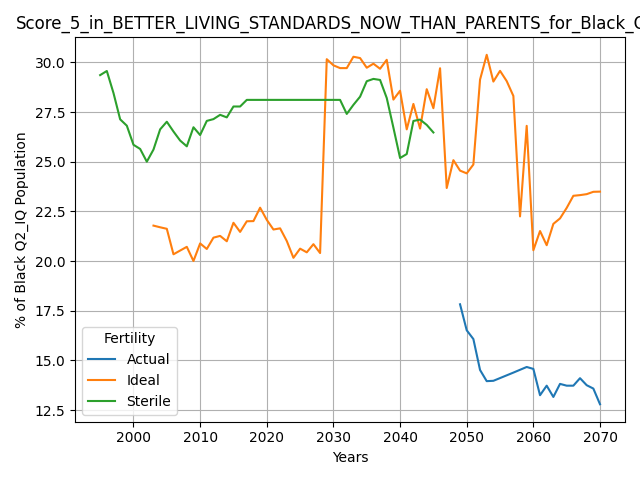 Score_5_in_BETTER_LIVING_STANDARDS_NOW_THAN_PARENTS_for_Black_
% of Black Q2_IQ Population
30.0
27.5
25.0
22.5
20.0
17.5
15.0
12.5
Fertility
Actual
Ideal
Sterile
2000 2010 2020 2030 2040 2050 2060 2070
Years